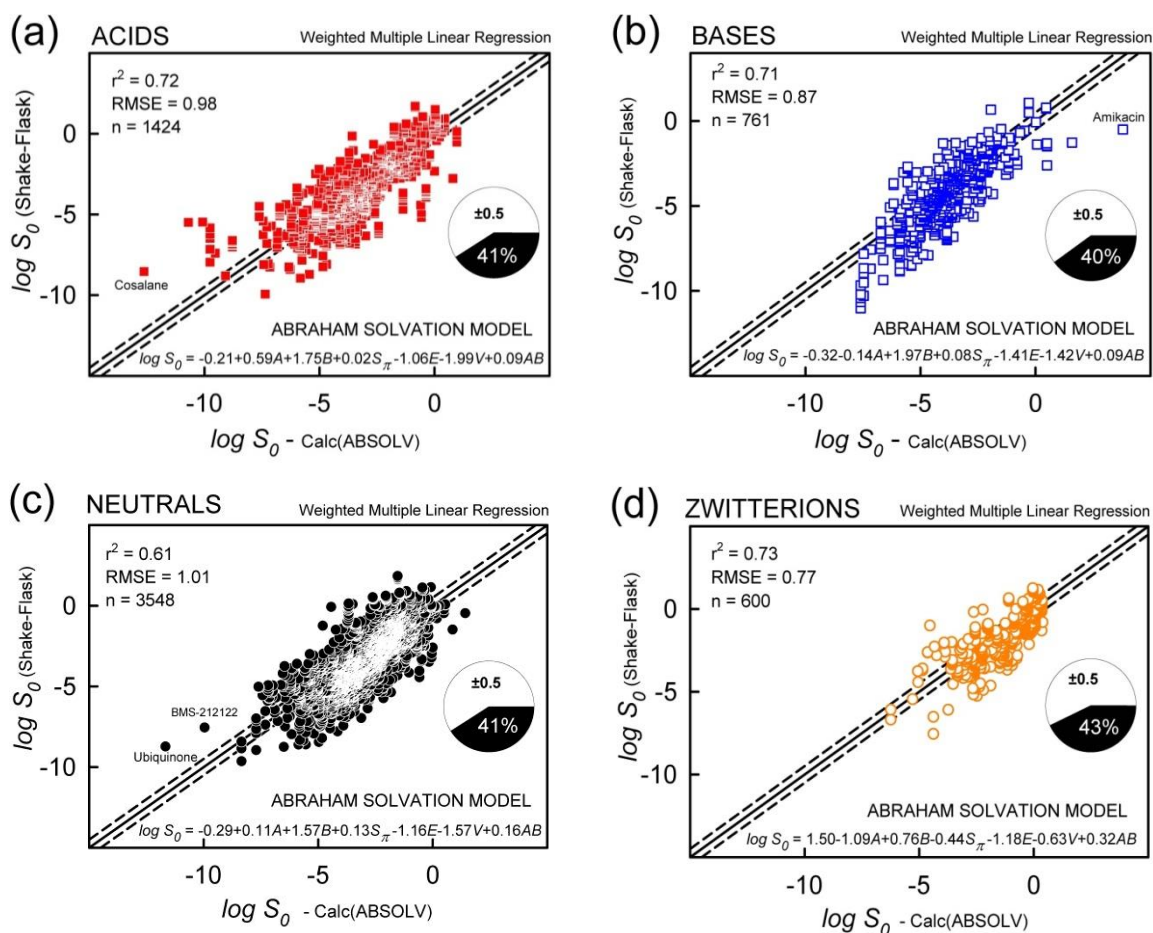 (a) ACIDS Weighted Multiple Linear Regression
r² = 0.72
RMSE = 0.98
n = 1424
log S₀ (Shake-Flask)
0
-5
-10
Cosalane
±0.5
41%
ABRAHAM SOLVATION MODEL
log S₀ = -0.21+0.59A+1.75B+0.02Sπ-1.06E-1.99V+0.09AB
-10 -5 0
log S₀ - Calc(ABSOLV)
(b) BASES Weighted Multiple Linear Regression
r² = 0.71
RMSE = 0.87
n = 761
log S₀ (Shake-Flask)
0
-5
-10
Amikacin
±0.5
40%
ABRAHAM SOLVATION MODEL
log S₀ = -0.32-0.14A+1.97B+0.08Sπ-1.41E-1.42V+0.09AB
-10 -5 0
log S₀ - Calc(ABSOLV)
(c) NEUTRALS Weighted Multiple Linear Regression
r² = 0.61
RMSE = 1.01
n = 3548
log S₀ (Shake-Flask)
0
-5
-10
BMS-212122
Ubiquinone
±0.5
41%
ABRAHAM SOLVATION MODEL
log S₀ = -0.29+0.11A+1.57B+0.13Sπ-1.16E-1.57V+0.16AB
-10 -5 0
log S₀ - Calc(ABSOLV)
(d) ZWITTERIONS Weighted Multiple Linear Regression
r² = 0.73
RMSE = 0.77
n = 600
log S₀ (Shake-Flask)
0
-5
-10
±0.5
43%
ABRAHAM SOLVATION MODEL
log S₀ = 1.50-1.09A+0.76B-0.44Sπ-1.18E-0.63V+0.32AB
-10 -5 0
log S₀ - Calc(ABSOLV)